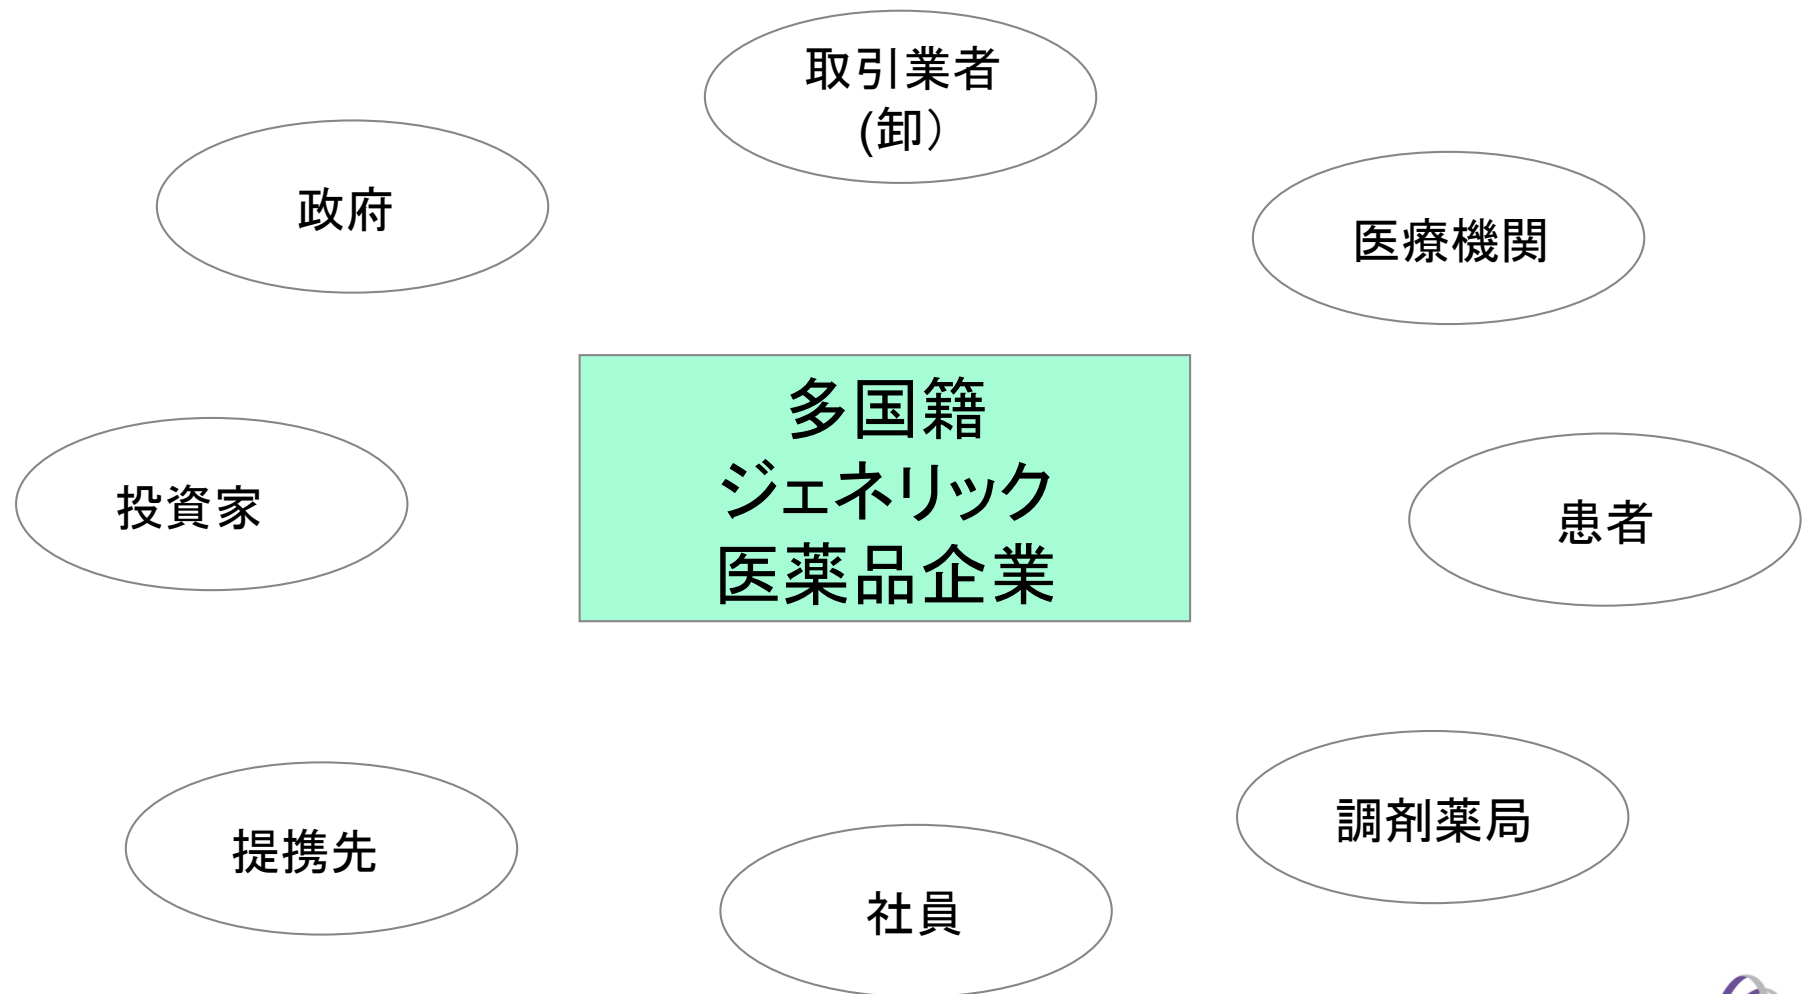 取引業者
(卸）
政府
医療機関
多国籍
ジェネリック
医薬品企業
投資家
患者
調剤薬局
提携先
社員